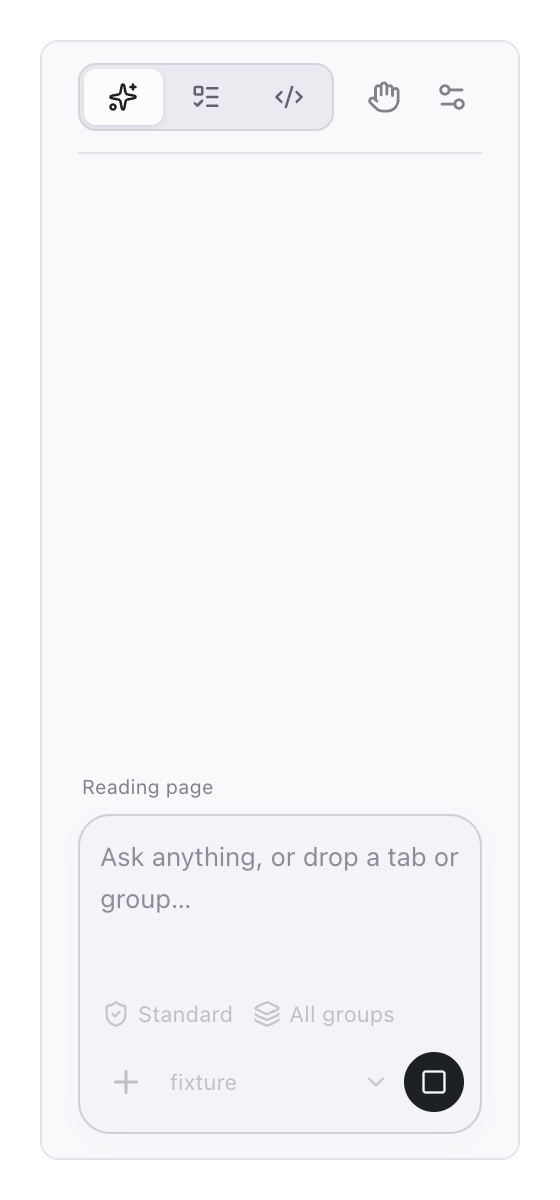 Reading page
Ask anything, or drop a tab or
group...
Standard All groups
fixture